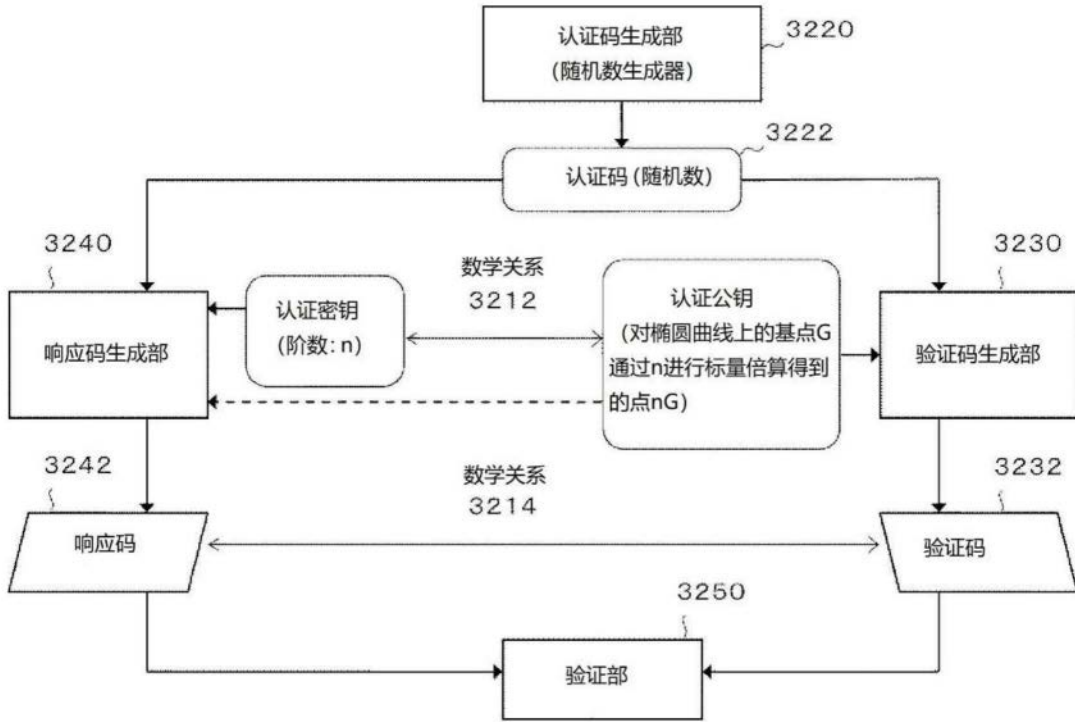 认证码生成部
(随机数生成器)
3220
3222
认证码(随机数)
3240
3230
数学关系
3212
响应码生成部
认证密钥
(阶数: n)
认证公钥
(对椭圆曲线上的基点G
通过n进行标量倍算得到
的点nG)
验证码生成部
3242
3232
数学关系
3214
响应码
验证码
3250
验证部